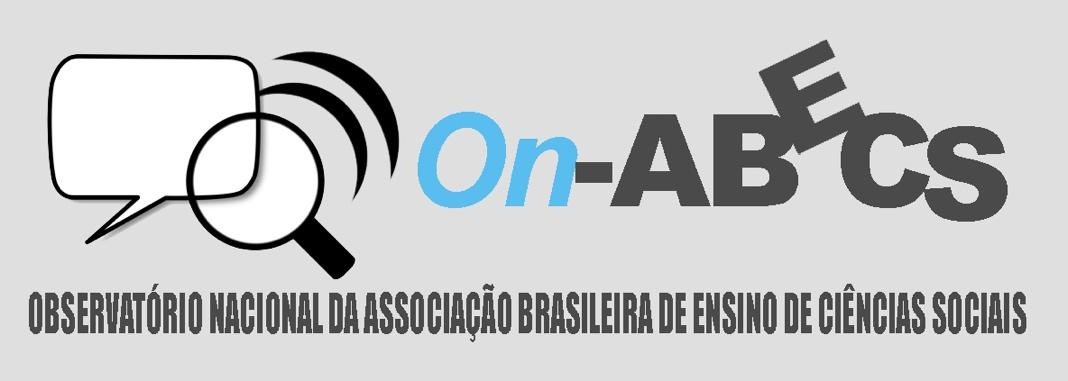 On-ABECS
OBSERVATÓRIO NACIONAL DA ASSOCIAÇÃO BRASILEIRA DE ENSINO DE CIÊNCIAS SOCIAIS